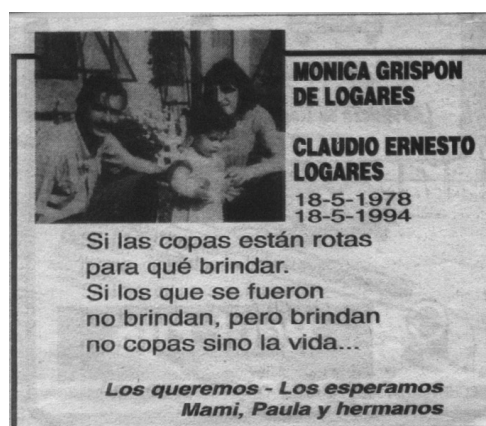 MONICA GRISPON
DE LOGARES
CLAUDIO ERNESTO
LOGARES
18-5-1978
18-5-1994
Si las copas están rotas
para qué brindar.
Si los que se fueron
no brindan, pero brindan
no copas sino la vida...
Los queremos - Los esperamos
Mami, Paula y hermanos